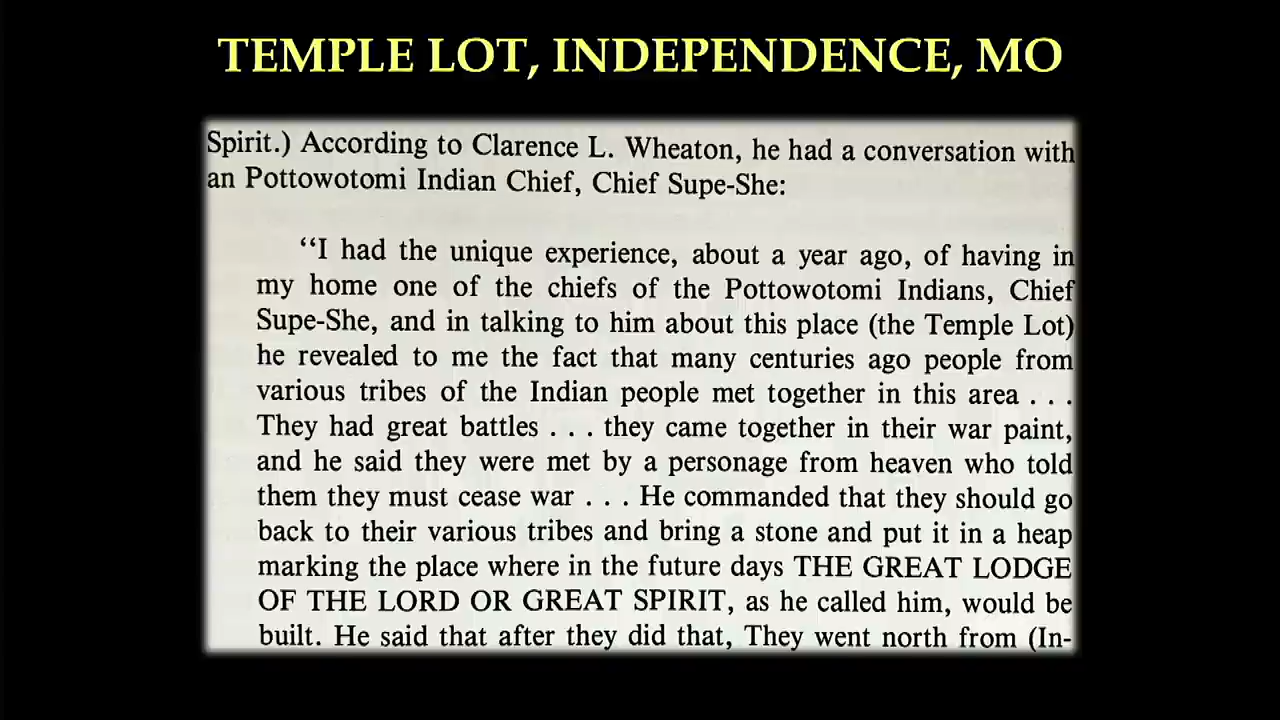 TEMPLE LOT, INDEPENDENCE, MO
Spirit.) According to Clarence L. Wheaton, he had a conversation with
an Pottowotomi Indian Chief, Chief Supe-She:
“I had the unique experience, about a year ago, of having in
my home one of the chiefs of the Pottowotomi Indians, Chief
Supe-She, and in talking to him about this place (the Temple Lot)
he revealed to me the fact that many centuries ago people from
various tribes of the Indian people met together in this area . . .
They had great battles . . . they came together in their war paint,
and he said they were met by a personage from heaven who told
them they must cease war . . . He commanded that they should go
back to their various tribes and bring a stone and put it in a heap
marking the place where in the future days THE GREAT LODGE
OF THE LORD OR GREAT SPIRIT, as he called him, would be
built. He said that after they did that, They went north from (In-